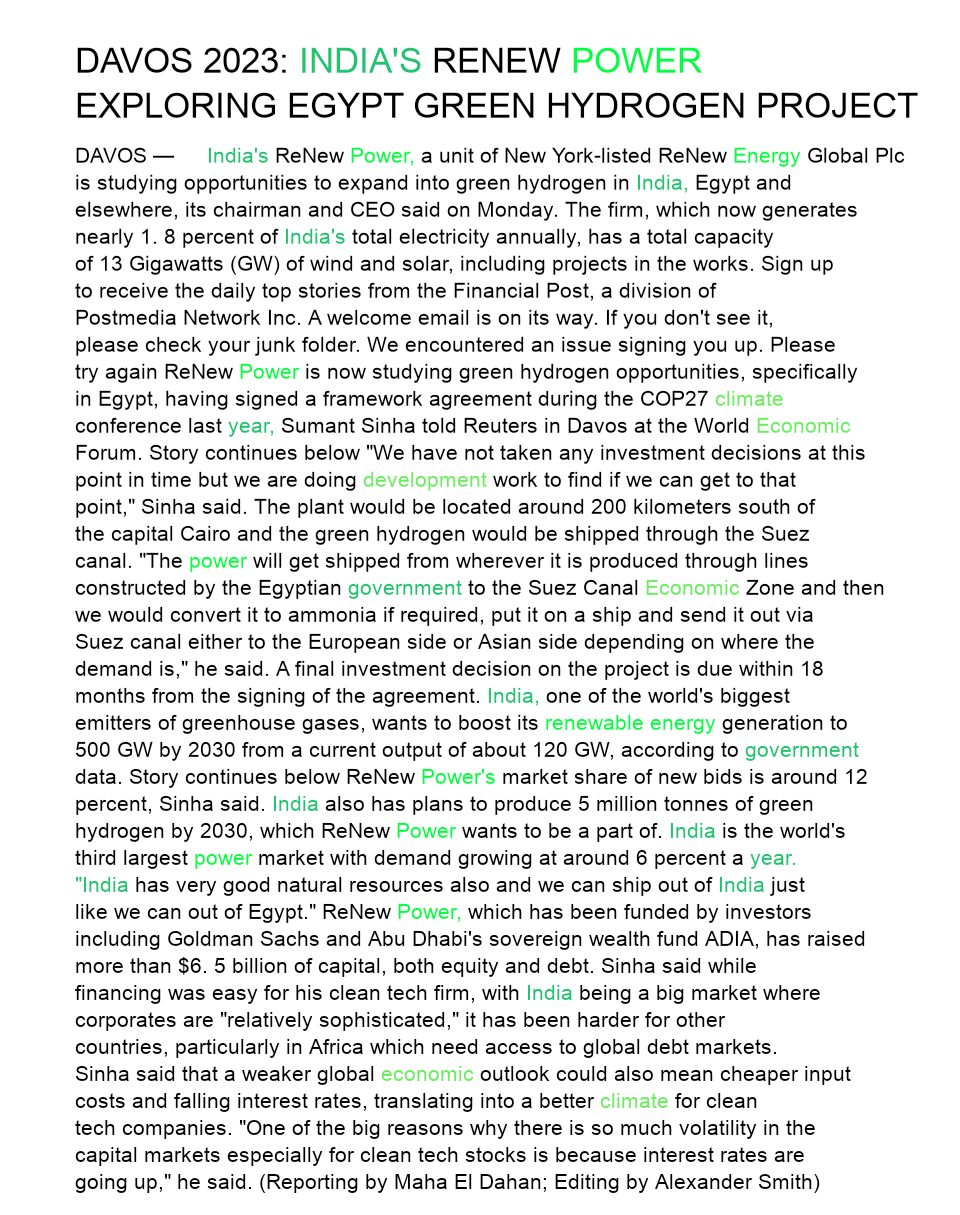 DAVOS 2023: INDIA'S RENEW POWER
EXPLORING EGYPT GREEN HYDROGEN PROJECT
DAVOS — India's ReNew Power, a unit of New York-listed ReNew Energy Global Plc
is studying opportunities to expand into green hydrogen in India, Egypt and
elsewhere, its chairman and CEO said on Monday. The firm, which now generates
nearly 1. 8 percent of India's total electricity annually, has a total capacity
of 13 Gigawatts (GW) of wind and solar, including projects in the works. Sign up
to receive the daily top stories from the Financial Post, a division of
Postmedia Network Inc. A welcome email is on its way. If you don't see it,
please check your junk folder. We encountered an issue signing you up. Please
try again ReNew Power is now studying green hydrogen opportunities, specifically
in Egypt, having signed a framework agreement during the COP27 climate
conference last year, Sumant Sinha told Reuters in Davos at the World Economic
Forum. Story continues below "We have not taken any investment decisions at this
point in time but we are doing development work to find if we can get to that
point," Sinha said. The plant would be located around 200 kilometers south of
the capital Cairo and the green hydrogen would be shipped through the Suez
canal. "The power will get shipped from wherever it is produced through lines
constructed by the Egyptian government to the Suez Canal Economic Zone and then
we would convert it to ammonia if required, put it on a ship and send it out via
Suez canal either to the European side or Asian side depending on where the
demand is," he said. A final investment decision on the project is due within 18
months from the signing of the agreement. India, one of the world's biggest
emitters of greenhouse gases, wants to boost its renewable energy generation to
500 GW by 2030 from a current output of about 120 GW, according to government
data. Story continues below ReNew Power's market share of new bids is around 12
percent, Sinha said. India also has plans to produce 5 million tonnes of green
hydrogen by 2030, which ReNew Power wants to be a part of. India is the world's
third largest power market with demand growing at around 6 percent a year.
"India has very good natural resources also and we can ship out of India just
like we can out of Egypt." ReNew Power, which has been funded by investors
including Goldman Sachs and Abu Dhabi's sovereign wealth fund ADIA, has raised
more than $6. 5 billion of capital, both equity and debt. Sinha said while
financing was easy for his clean tech firm, with India being a big market where
corporates are "relatively sophisticated," it has been harder for other
countries, particularly in Africa which need access to global debt markets.
Sinha said that a weaker global economic outlook could also mean cheaper input
costs and falling interest rates, translating into a better climate for clean
tech companies. "One of the big reasons why there is so much volatility in the
capital markets especially for clean tech stocks is because interest rates are
going up," he said. (Reporting by Maha El Dahan; Editing by Alexander Smith)